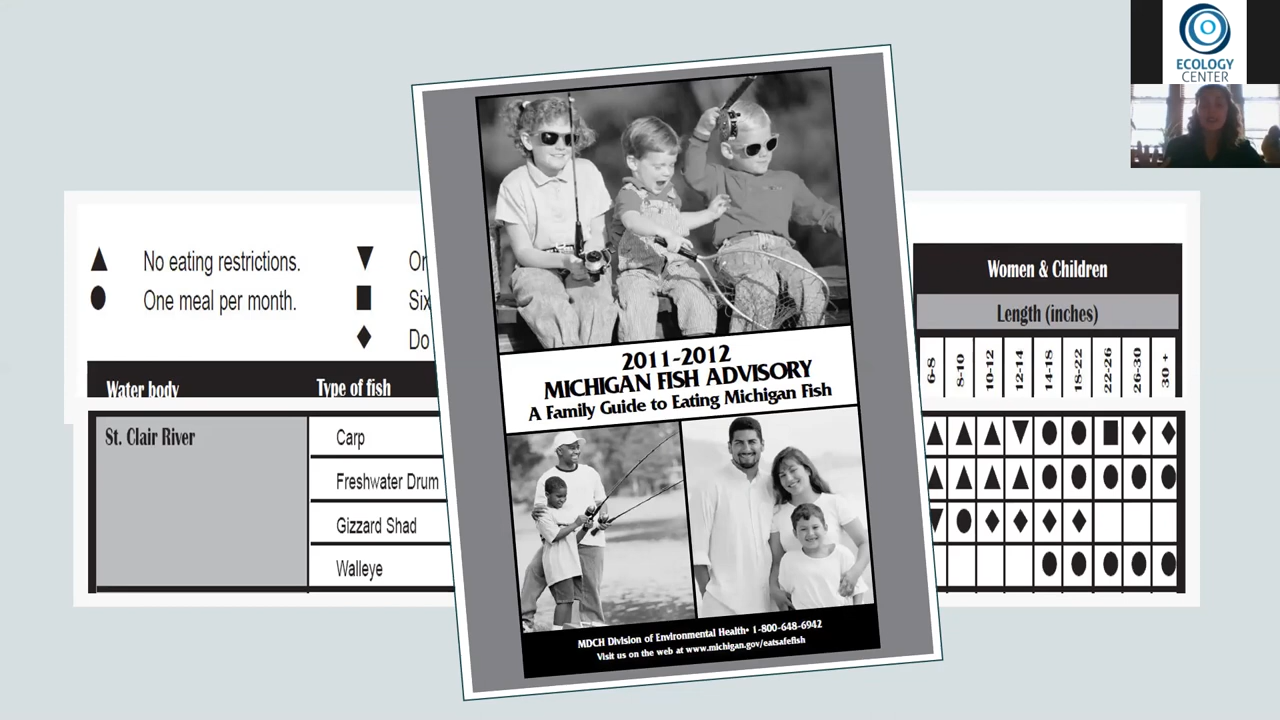 ECOLOGY
CENTER
▲ No eating restrictions. ▼ On
● One meal per month. ■ Six
◆ Do
Water body Type of fish
St. Clair River Carp
Freshwater Drum
Gizzard Shad
Walleye
2011-2012
MICHIGAN FISH ADVISORY
A Family Guide to Eating Michigan Fish
MDCH Division of Environmental Health• 1-800-648-6942
Visit us on the web at www.michigan.gov/eatsafefish
Women & Children
Length (inches)
6-8 8-10 10-12 12-14 14-18 18-22 22-26 26-30 30 +